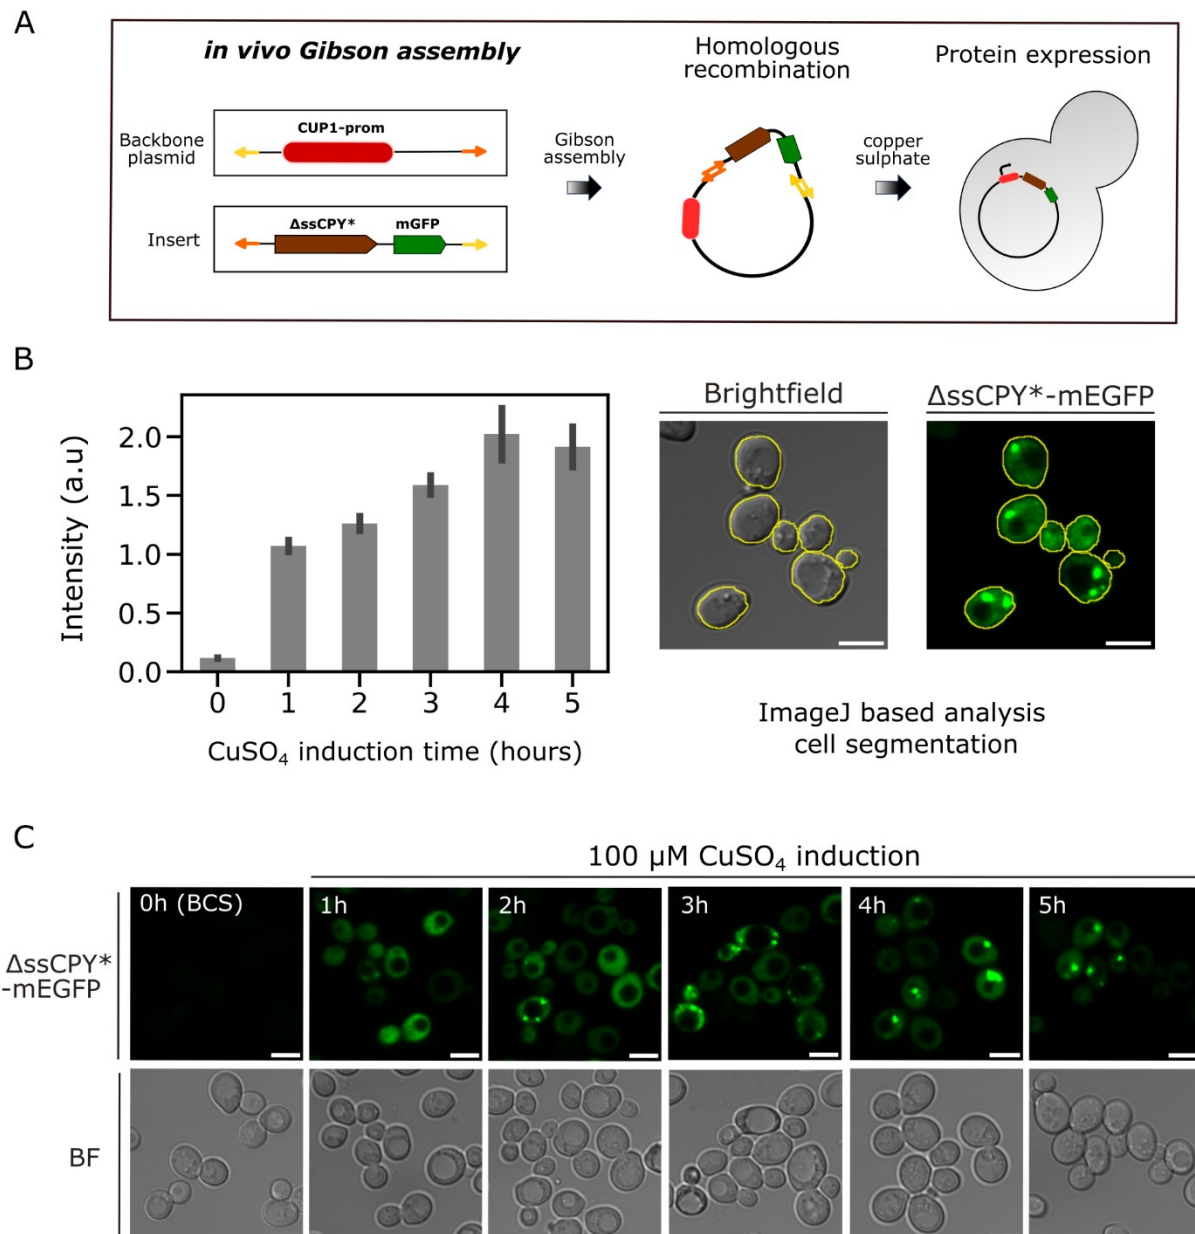 A
in vivo Gibson assembly
Homologous
recombination
Protein expression
Backbone
plasmid
CUP1-prom
Gibson
assembly
copper
sulphate
Insert
ΔssCPY*
mGFP
B
Intensity (a.u)
2.0
1.5
1.0
0.5
0.0
0 1 2 3 4 5
CuSO₄ induction time (hours)
Brightfield
ΔssCPY*-mEGFP
ImageJ based analysis
cell segmentation
C
100 µM CuSO₄ induction
0h (BCS)
1h
2h
3h
4h
5h
ΔssCPY*
-mEGFP
BF